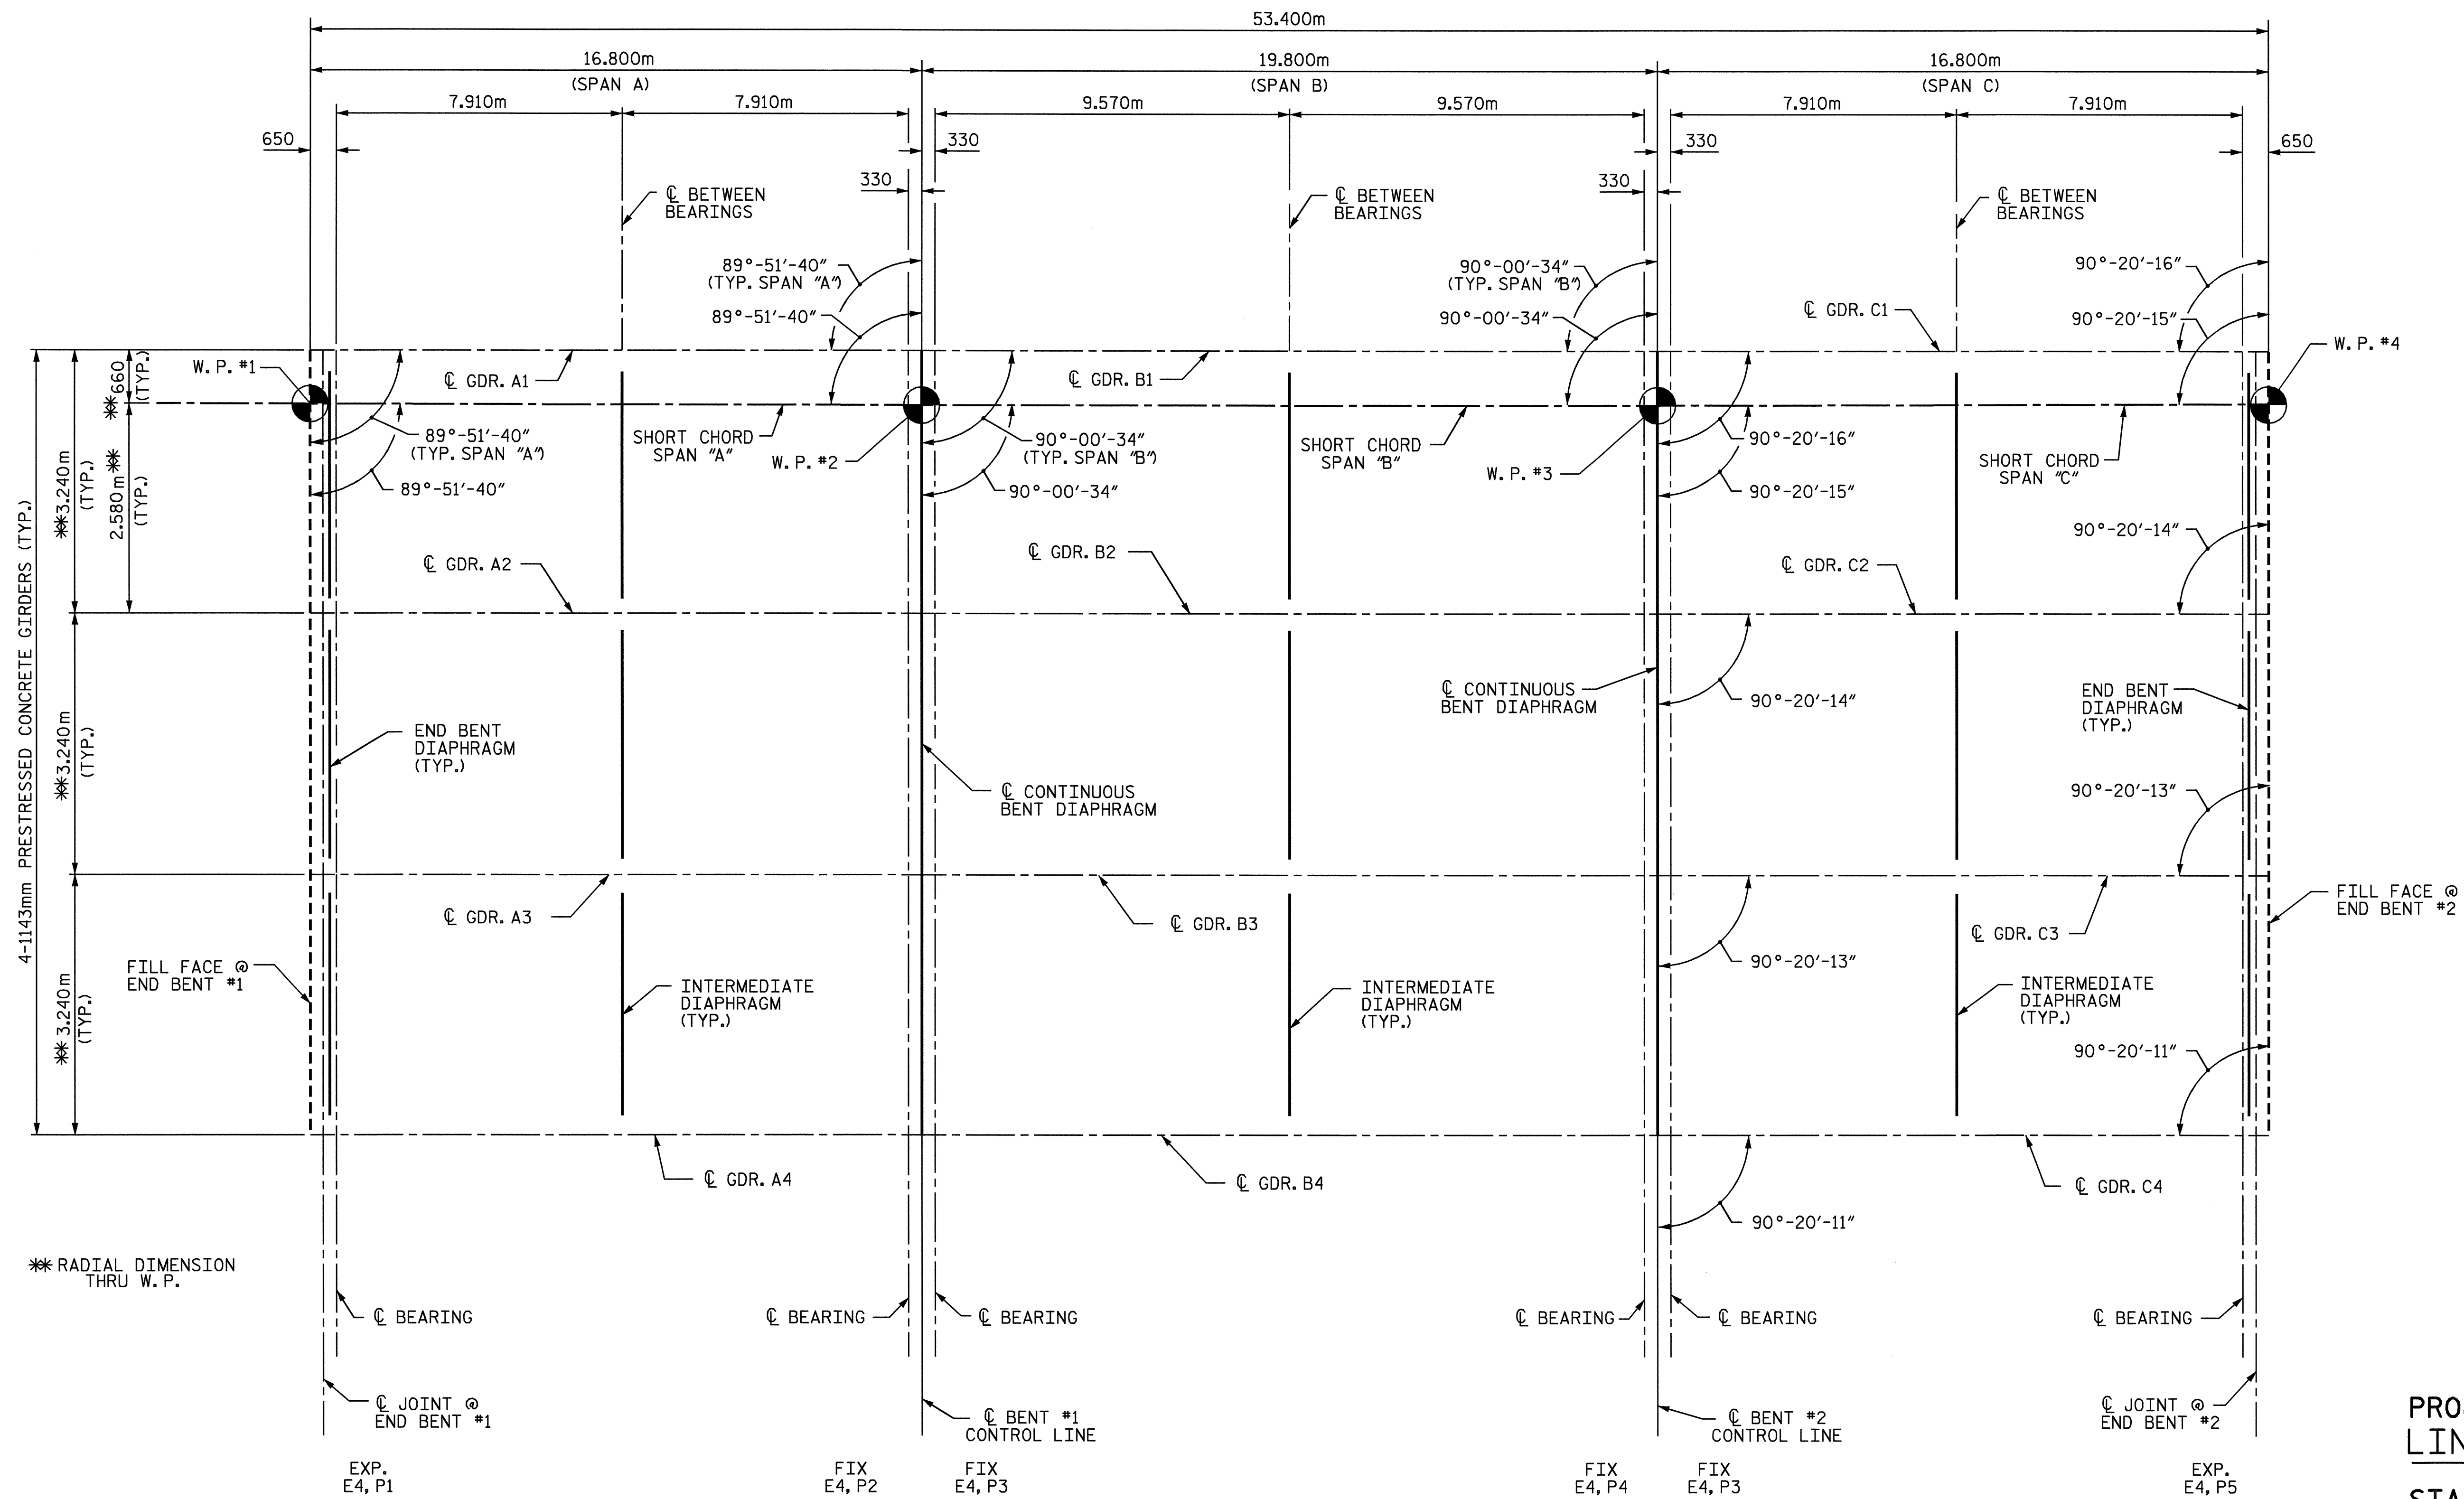 53.400m
16.800m
(SPAN A)
19.800m
(SPAN B)
16.800m
(SPAN C)
7.910m
7.910m
9.570m
9.570m
7.910m
7.910m
650
330
330
650
330
330
℄ BETWEEN
BEARINGS
℄ BETWEEN
BEARINGS
℄ BETWEEN
BEARINGS
89°-51'-40"
(TYP. SPAN "A")
89°-51'-40"
90°-00'-34"
(TYP. SPAN "B")
90°-00'-34"
90°-20'-16"
90°-20'-15"
℄ GDR. C1
W. P. #4
W. P. #1
℄ GDR. A1
℄ GDR. B1
** 660
(TYP.)
**3.240m
(TYP.)
2.580m**
(TYP.)
89°-51'-40"
(TYP. SPAN "A")
89°-51'-40"
SHORT CHORD
SPAN "A"
W. P. #2
90°-00'-34"
(TYP. SPAN "B")
90°-00'-34"
SHORT CHORD
SPAN "B"
W. P. #3
90°-20'-16"
90°-20'-15"
SHORT CHORD
SPAN "C"
90°-20'-14"
℄ GDR. A2
℄ GDR. B2
℄ GDR. C2
4-1143mm PRESTRESSED CONCRETE GIRDERS (TYP.)
**3.240m
(TYP.)
END BENT
DIAPHRAGM
(TYP.)
℄ CONTINUOUS
BENT DIAPHRAGM
℄ CONTINUOUS
BENT DIAPHRAGM
90°-20'-14"
END BENT
DIAPHRAGM
(TYP.)
90°-20'-13"
℄ GDR. A3
℄ GDR. B3
℄ GDR. C3
FILL FACE @
END BENT #2
FILL FACE @
END BENT #1
** 3.240m
(TYP.)
INTERMEDIATE
DIAPHRAGM
(TYP.)
INTERMEDIATE
DIAPHRAGM
(TYP.)
90°-20'-13"
INTERMEDIATE
DIAPHRAGM
(TYP.)
90°-20'-11"
℄ GDR. A4
℄ GDR. B4
℄ GDR. C4
90°-20'-11"
** RADIAL DIMENSION
THRU W. P.
℄ BEARING
℄ BEARING
℄ BEARING
℄ BEARING
℄ BEARING
℄ BEARING
℄ JOINT @
END BENT #1
℄ BENT #1
CONTROL LINE
℄ BENT #2
CONTROL LINE
℄ JOINT @
END BENT #2
EXP.
E4, P1
FIX
E4, P2
FIX
E4, P3
FIX
E4, P4
FIX
E4, P3
EXP.
E4, P5